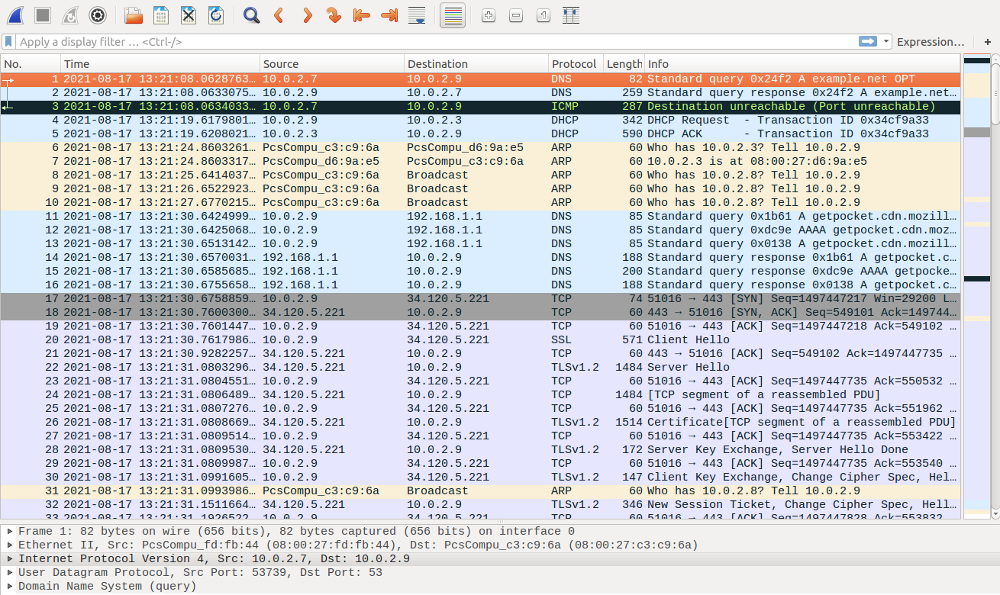 Apply a display filter … <Ctrl-/> Expression… +
No. Time Source Destination Protocol Length Info
1 2021-08-17 13:21:08.0628763… 10.0.2.7 10.0.2.9 DNS 82 Standard query 0x24f2 A example.net OPT
2 2021-08-17 13:21:08.0633075… 10.0.2.9 10.0.2.7 DNS 259 Standard query response 0x24f2 A example.net…
3 2021-08-17 13:21:08.0634033… 10.0.2.7 10.0.2.9 ICMP 287 Destination unreachable (Port unreachable)
4 2021-08-17 13:21:19.6179801… 10.0.2.9 10.0.2.3 DHCP 342 DHCP Request - Transaction ID 0x34cf9a33
5 2021-08-17 13:21:19.6208021… 10.0.2.3 10.0.2.9 DHCP 590 DHCP ACK - Transaction ID 0x34cf9a33
6 2021-08-17 13:21:24.8603261… PcsCompu_c3:c9:6a PcsCompu_d6:9a:e5 ARP 60 Who has 10.0.2.3? Tell 10.0.2.9
7 2021-08-17 13:21:24.8603317… PcsCompu_d6:9a:e5 PcsCompu_c3:c9:6a ARP 60 10.0.2.3 is at 08:00:27:d6:9a:e5
8 2021-08-17 13:21:25.6414037… PcsCompu_c3:c9:6a Broadcast ARP 60 Who has 10.0.2.8? Tell 10.0.2.9
9 2021-08-17 13:21:26.6522923… PcsCompu_c3:c9:6a Broadcast ARP 60 Who has 10.0.2.8? Tell 10.0.2.9
10 2021-08-17 13:21:27.6770215… PcsCompu_c3:c9:6a Broadcast ARP 60 Who has 10.0.2.8? Tell 10.0.2.9
11 2021-08-17 13:21:30.6424999… 10.0.2.9 192.168.1.1 DNS 85 Standard query 0x1b61 A getpocket.cdn.mozill…
12 2021-08-17 13:21:30.6425068… 10.0.2.9 192.168.1.1 DNS 85 Standard query 0xdc9e AAAA getpocket.cdn.moz…
13 2021-08-17 13:21:30.6513142… 10.0.2.9 192.168.1.1 DNS 85 Standard query 0x0138 A getpocket.cdn.mozill…
14 2021-08-17 13:21:30.6570031… 192.168.1.1 10.0.2.9 DNS 188 Standard query response 0x1b61 A getpocket.c…
15 2021-08-17 13:21:30.6585685… 192.168.1.1 10.0.2.9 DNS 200 Standard query response 0xdc9e AAAA getpocke…
16 2021-08-17 13:21:30.6755658… 192.168.1.1 10.0.2.9 DNS 188 Standard query response 0x0138 A getpocket.c…
17 2021-08-17 13:21:30.6758859… 10.0.2.9 34.120.5.221 TCP 74 51016 → 443 [SYN] Seq=1497447217 Win=29200 L…
18 2021-08-17 13:21:30.7600300… 34.120.5.221 10.0.2.9 TCP 60 443 → 51016 [SYN, ACK] Seq=549101 Ack=149744…
19 2021-08-17 13:21:30.7601447… 10.0.2.9 34.120.5.221 TCP 60 51016 → 443 [ACK] Seq=1497447218 Ack=549102 …
20 2021-08-17 13:21:30.7617986… 10.0.2.9 34.120.5.221 SSL 571 Client Hello
21 2021-08-17 13:21:30.9282257… 34.120.5.221 10.0.2.9 TCP 60 443 → 51016 [ACK] Seq=549102 Ack=1497447735 …
22 2021-08-17 13:21:31.0803296… 34.120.5.221 10.0.2.9 TLSv1.2 1484 Server Hello
23 2021-08-17 13:21:31.0804551… 10.0.2.9 34.120.5.221 TCP 60 51016 → 443 [ACK] Seq=1497447735 Ack=550532 …
24 2021-08-17 13:21:31.0806489… 34.120.5.221 10.0.2.9 TCP 1484 [TCP segment of a reassembled PDU]
25 2021-08-17 13:21:31.0807276… 10.0.2.9 34.120.5.221 TCP 60 51016 → 443 [ACK] Seq=1497447735 Ack=551962 …
26 2021-08-17 13:21:31.0808669… 34.120.5.221 10.0.2.9 TLSv1.2 1514 Certificate[TCP segment of a reassembled PDU]
27 2021-08-17 13:21:31.0809514… 10.0.2.9 34.120.5.221 TCP 60 51016 → 443 [ACK] Seq=1497447735 Ack=553422 …
28 2021-08-17 13:21:31.0809530… 34.120.5.221 10.0.2.9 TLSv1.2 172 Server Key Exchange, Server Hello Done
29 2021-08-17 13:21:31.0809987… 10.0.2.9 34.120.5.221 TCP 60 51016 → 443 [ACK] Seq=1497447735 Ack=553540 …
30 2021-08-17 13:21:31.0991605… 10.0.2.9 34.120.5.221 TLSv1.2 147 Client Key Exchange, Change Cipher Spec, Hel…
31 2021-08-17 13:21:31.0993986… PcsCompu_c3:c9:6a Broadcast ARP 60 Who has 10.0.2.8? Tell 10.0.2.9
32 2021-08-17 13:21:31.1511664… 34.120.5.221 10.0.2.9 TLSv1.2 346 New Session Ticket, Change Cipher Spec, Hell…
33 2021-08-17 13:21:31.1926522… 10.0.2.9 34.120.5.221 TCP 60 51016 → 443 [ACK] Seq=1497447828 Ack=553832 …
Frame 1: 82 bytes on wire (656 bits), 82 bytes captured (656 bits) on interface 0
Ethernet II, Src: PcsCompu_fd:fb:44 (08:00:27:fd:fb:44), Dst: PcsCompu_c3:c9:6a (08:00:27:c3:c9:6a)
Internet Protocol Version 4, Src: 10.0.2.7, Dst: 10.0.2.9
User Datagram Protocol, Src Port: 53739, Dst Port: 53
Domain Name System (query)